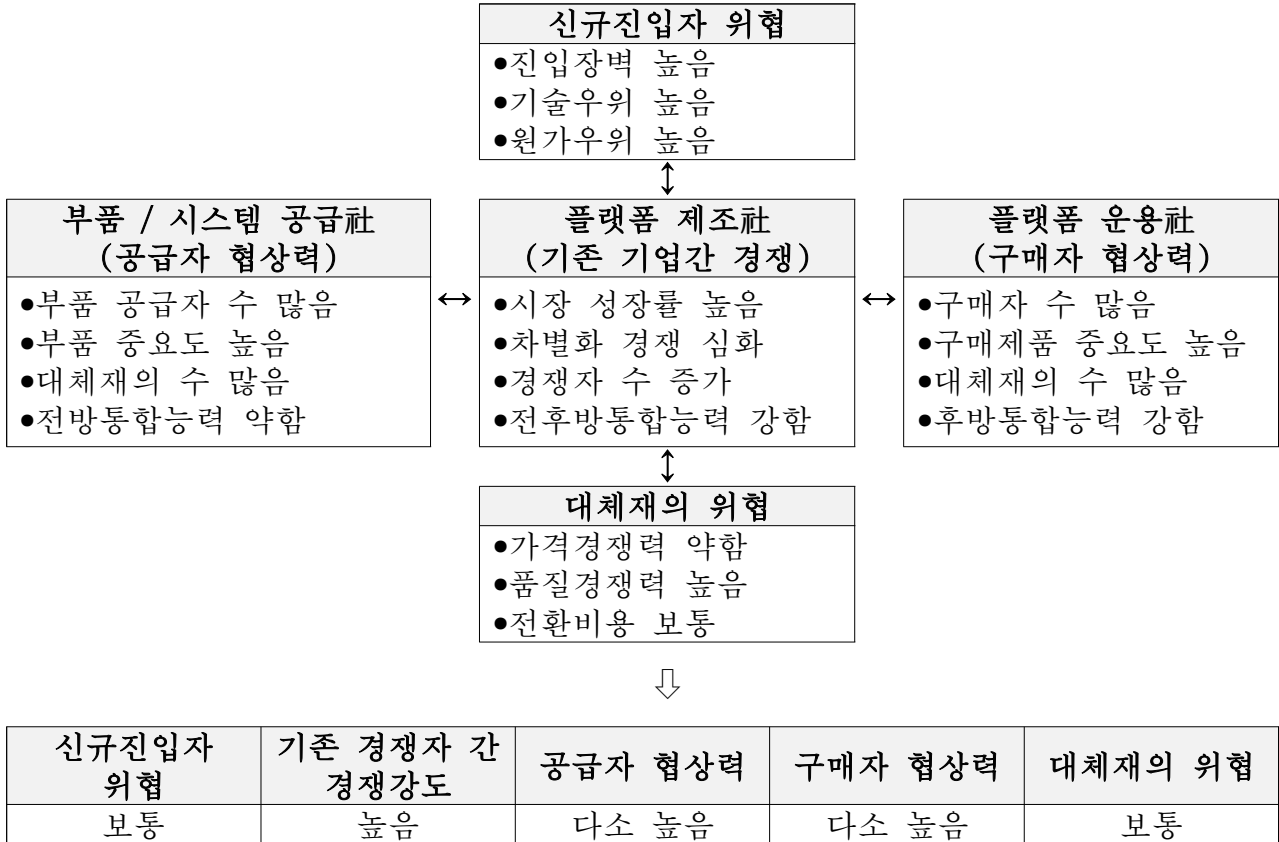 신규진입자 위협
●진입장벽 높음
●기술우위 높음
●원가우위 높음
↕
부품 / 시스템 공급社
(공급자 협상력)
●부품 공급자 수 많음
●부품 중요도 높음
●대체재의 수 많음
●전방통합능력 약함
↔
플랫폼 제조社
(기존 기업간 경쟁)
●시장 성장률 높음
●차별화 경쟁 심화
●경쟁자 수 증가
●전후방통합능력 강함
↔
플랫폼 운용社
(구매자 협상력)
●구매자 수 많음
●구매제품 중요도 높음
●대체재의 수 많음
●후방통합능력 강함
↕
대체재의 위협
●가격경쟁력 약함
●품질경쟁력 높음
●전환비용 보통
⇩
신규진입자
위협
기존 경쟁자 간
경쟁강도
공급자 협상력
구매자 협상력
대체재의 위협
보통
높음
다소 높음
다소 높음
보통